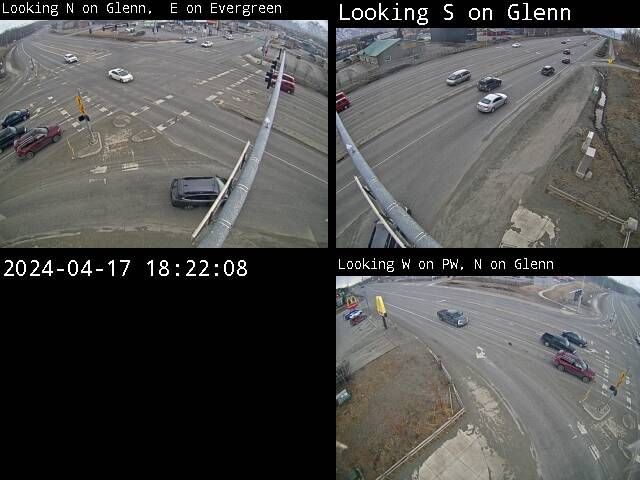 Looking N on Glenn,  E on Evergreen
Looking S on Glenn
2024-04-17 18:22:08
Looking W on PW, N on Glenn